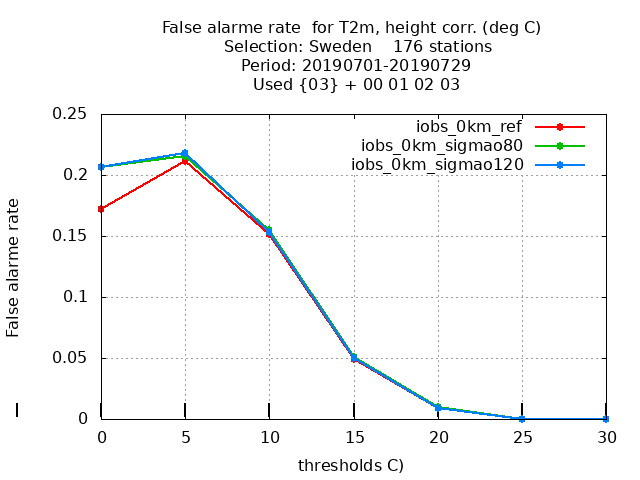 False alarme rate  for T2m, height corr. (deg C)
Selection: Sweden    176 stations
Period: 20190701-20190729
Used {03} + 00 01 02 03
iobs_0km_ref
iobs_0km_sigmao80
iobs_0km_sigmao120
False alarme rate
0.25
0.2
0.15
0.1
0.05
0
0 5 10 15 20 25 30
thresholds C)